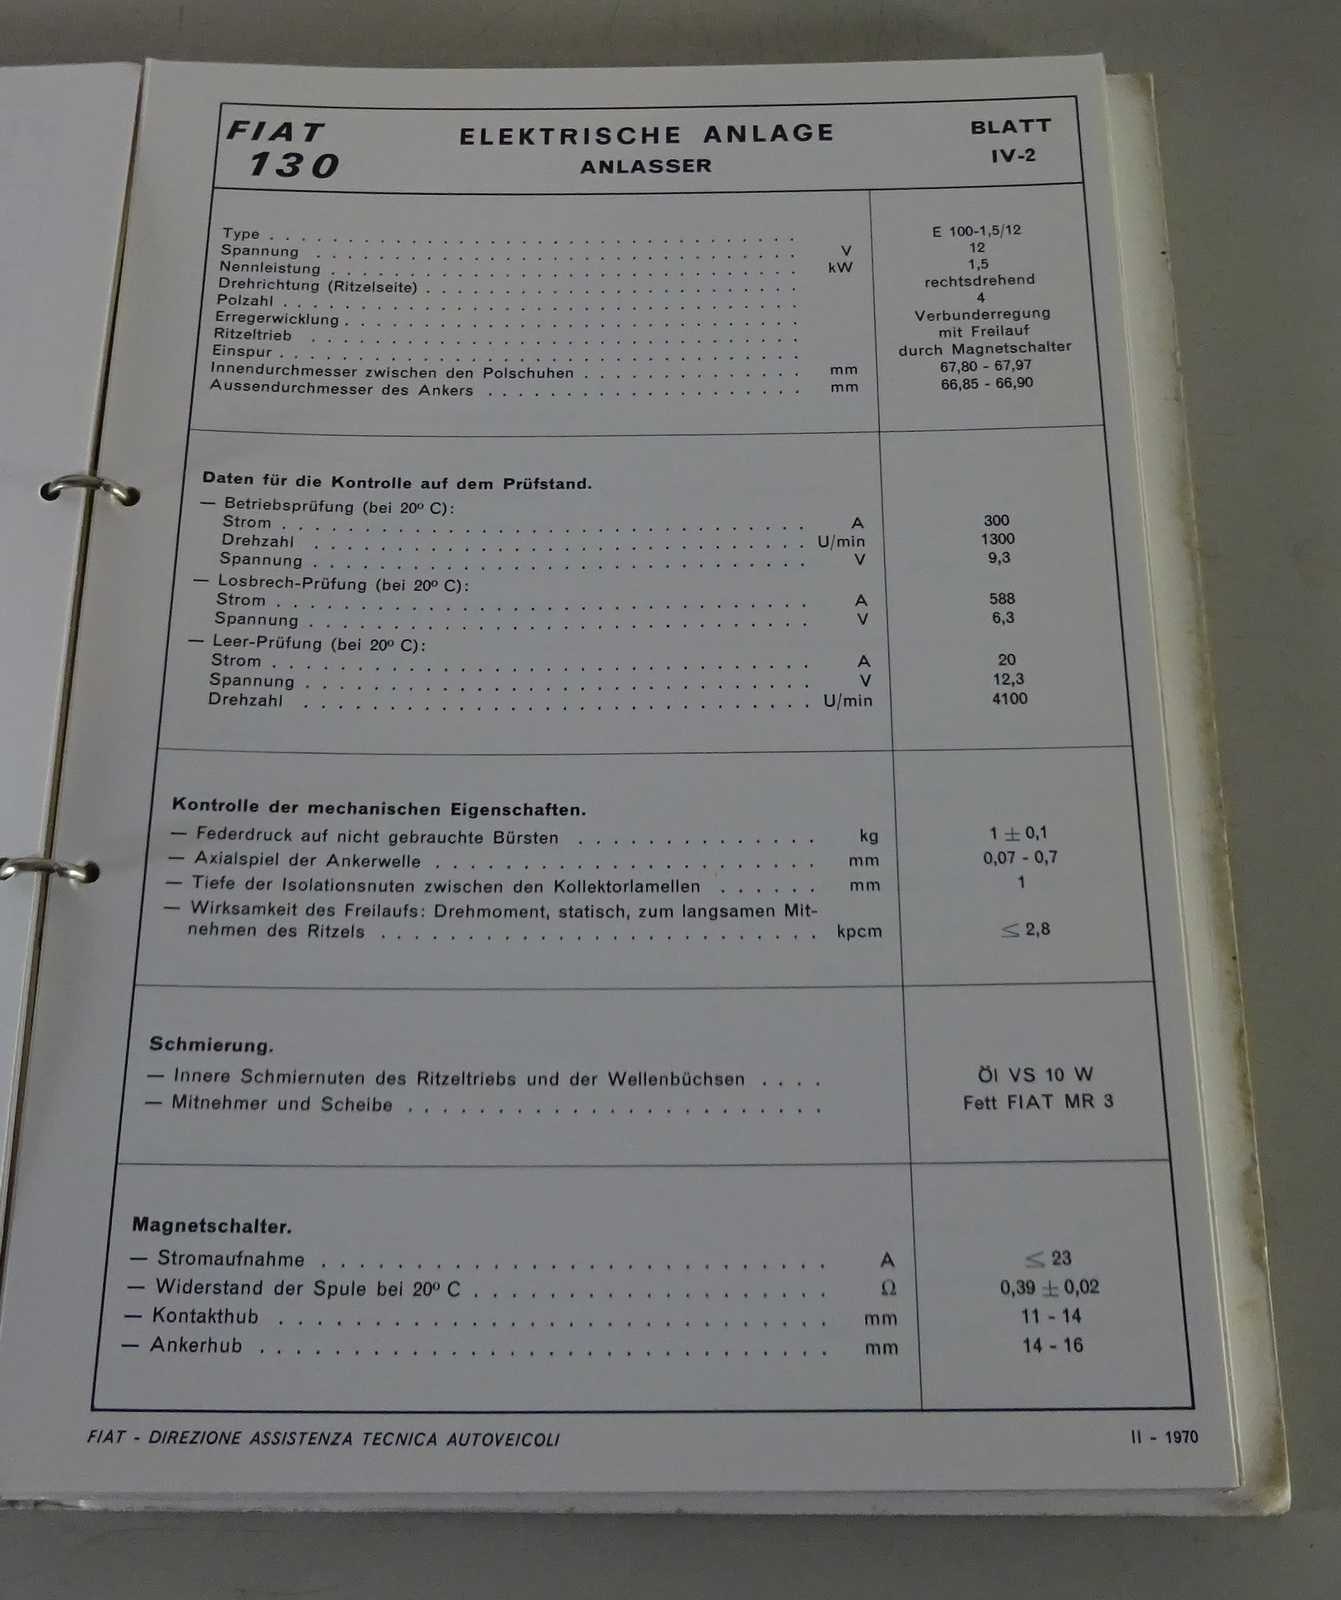 FIAT 130
ELEKTRISCHE ANLAGE
ANLASSER
BLATT
IV-2
Type . . . E 100-1,5/12
Spannung . . . V 12
Nennleistung . . . kW 1,5
Drehrichtung (Ritzelseite) . . . rechtsdrehend
Polzahl . . . 4
Erregerwicklung . . . Verbunderregung
Ritzeltrieb . . . mit Freilauf
Einspur . . . durch Magnetschalter
Innendurchmesser zwischen den Polschuhen . . . mm 67,80 - 67,97
Aussendurchmesser des Ankers . . . mm 66,85 - 66,90
Daten für die Kontrolle auf dem Prüfstand.
— Betriebsprüfung (bei 20º C):
Strom . . . A 300
Drehzahl . . . U/min 1300
Spannung . . . V 9,3
— Losbrech-Prüfung (bei 20º C):
Strom . . . A 588
Spannung . . . V 6,3
— Leer-Prüfung (bei 20º C):
Strom . . . A 20
Spannung . . . V 12,3
Drehzahl . . . U/min 4100
Kontrolle der mechanischen Eigenschaften.
— Federdruck auf nicht gebrauchte Bürsten . . . kg 1 ± 0,1
— Axialspiel der Ankerwelle . . . mm 0,07 - 0,7
— Tiefe der Isolationsnuten zwischen den Kollektorlamellen . . . mm 1
— Wirksamkeit des Freilaufs: Drehmoment, statisch, zum langsamen Mit-
nehmen des Ritzels . . . kpcm ≤ 2,8
Schmierung.
— Innere Schmiernuten des Ritzeltriebs und der Wellenbüchsen . . . . Öl VS 10 W
— Mitnehmer und Scheibe . . . Fett FIAT MR 3
Magnetschalter.
— Stromaufnahme . . . A ≤ 23
— Widerstand der Spule bei 20º C . . . Ω 0,39 ± 0,02
— Kontakthub . . . mm 11 - 14
— Ankerhub . . . mm 14 - 16
FIAT - DIREZIONE ASSISTENZA TECNICA AUTOVEICOLI
II - 1970